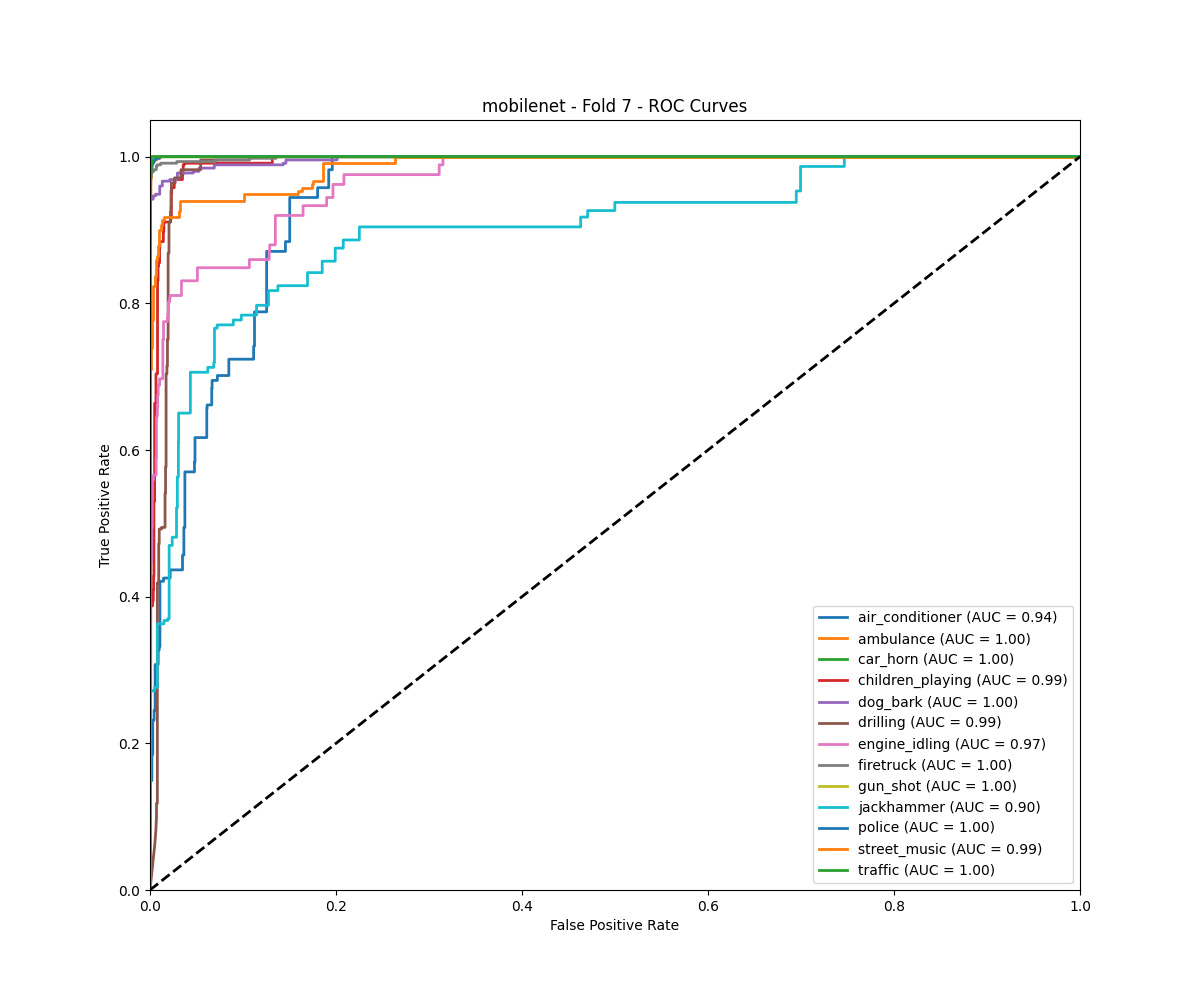 mobilenet - Fold 7 - ROC Curves
1.0
0.8
0.6
0.4
0.2
0.0
True Positive Rate
air_conditioner (AUC = 0.94)
ambulance (AUC = 1.00)
car_horn (AUC = 1.00)
children_playing (AUC = 0.99)
dog_bark (AUC = 1.00)
drilling (AUC = 0.99)
engine_idling (AUC = 0.97)
firetruck (AUC = 1.00)
gun_shot (AUC = 1.00)
jackhammer (AUC = 0.90)
police (AUC = 1.00)
street_music (AUC = 0.99)
traffic (AUC = 1.00)
0.0 0.2 0.4 0.6 0.8 1.0
False Positive Rate